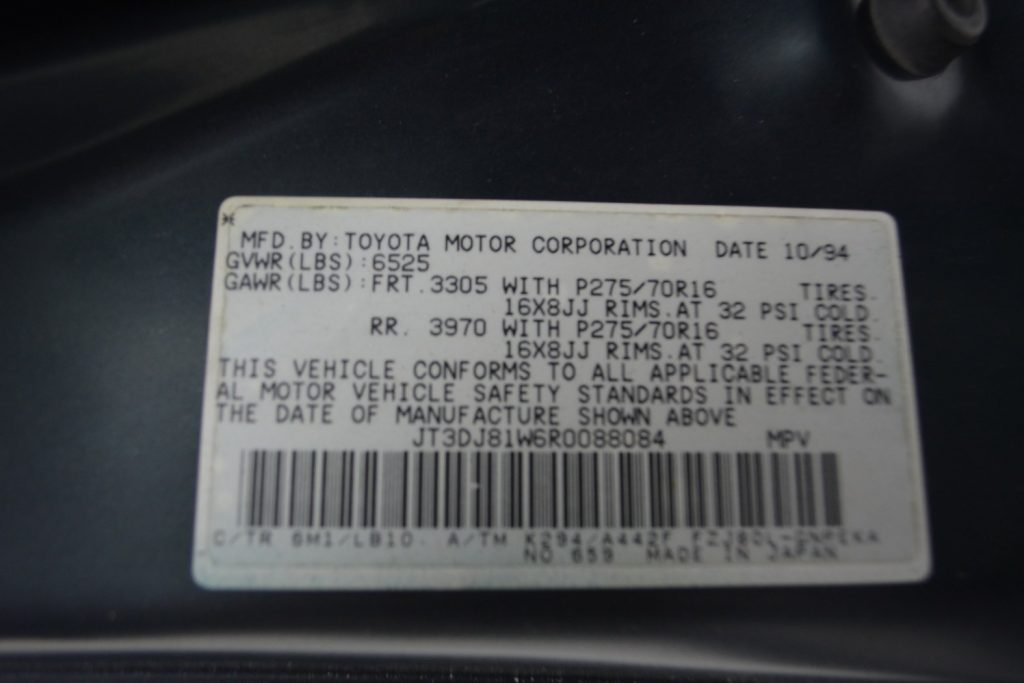 MFD. BY: TOYOTA MOTOR CORPORATION DATE 10/94
GVWR(LBS):6525
GAWR(LBS):FRT.3305 WITH P275/70R16 TIRES.
16X8JJ RIMS.AT 32 PSI COLD.
RR. 3970 WITH P275/70R16 TIRES.
16X8JJ RIMS.AT 32 PSI COLD.
THIS VEHICLE CONFORMS TO ALL APPLICABLE FEDER-
AL MOTOR VEHICLE SAFETY STANDARDS IN EFFECT ON
THE DATE OF MANUFACTURE SHOWN ABOVE
JT3DJ81W6R0088084 MPV
C/TR 6M1/LB10. A/TM K294/A442F
NO 659 MADE IN JAPAN